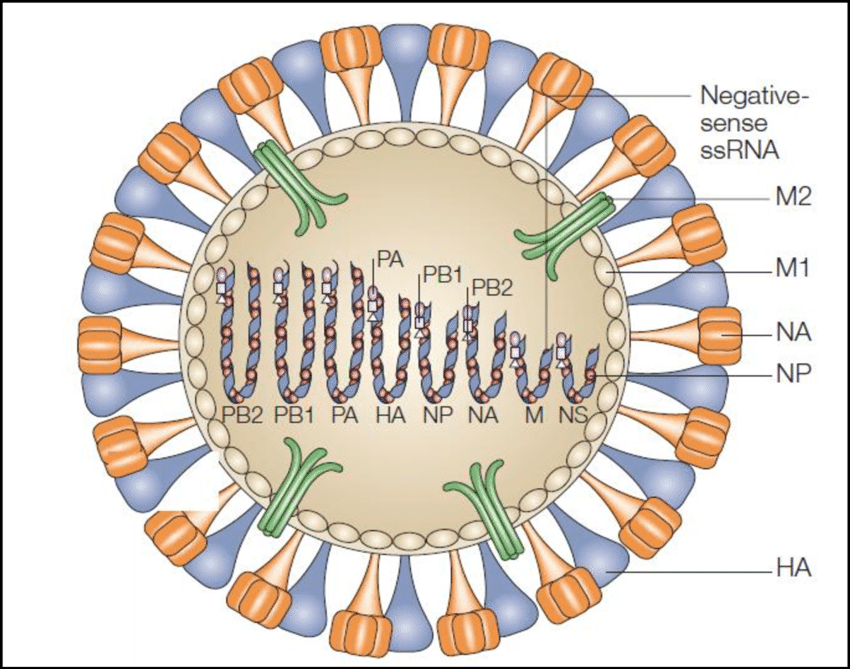 Negative-
sense
ssRNA
M2
M1
NA
NP
HA
PA
PB1
PB2
PB2 PB1 PA HA NP NA M NS